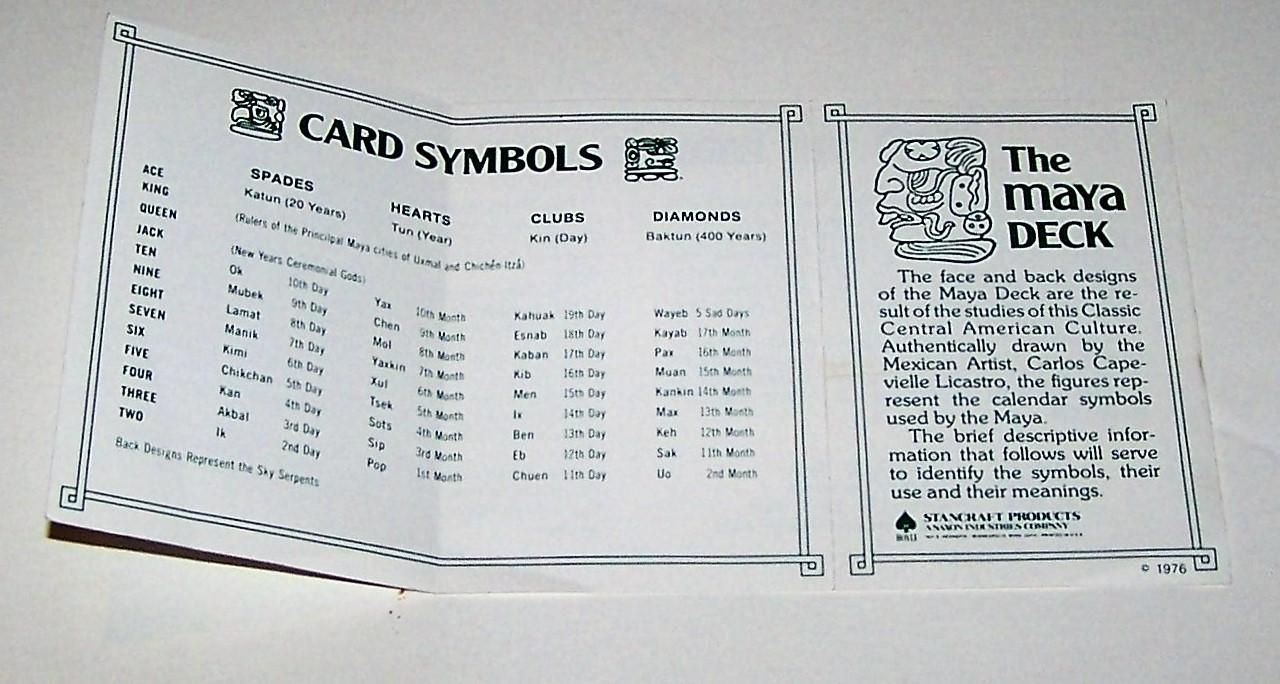 CARD SYMBOLS
SPADES HEARTS CLUBS DIAMONDS
ACE Katun (20 Years) Tun (Year) Kin (Day) Baktun (400 Years)
KING
QUEEN (Rulers of the Princilpal Maya cities of Uxmal and Chichén Itzá)
JACK (New Years Ceremonial Gods)
TEN Ok 10th Day Yax 10th Month Kahuak 19th Day Wayeb 5 Sad Days
NINE Mubek 9th Day Chen 9th Month Esnab 18th Day Kayab 17th Month
EIGHT Lamat 8th Day Mol 8th Month Kaban 17th Day Pax 16th Month
SEVEN Manik 7th Day Yaxkin 7th Month Kib 16th Day Muan 15th Month
SIX Kimi 6th Day Xul 6th Month Men 15th Day Kankin 14th Month
FIVE Chikchan 5th Day Tsek 5th Month Ix 14th Day Max 13th Month
FOUR Kan 4th Day Sots 4th Month Ben 13th Day Keh 12th Month
THREE Akbal 3rd Day Sip 3rd Month Eb 12th Day Sak 11th Month
TWO Ik 2nd Day Pop 1st Month Chuen 11th Day Uo 2nd Month
Back Designs Represent the Sky Serpents
The
maya
DECK
The face and back designs
of the Maya Deck are the re-
sult of the studies of this Classic
Central American Culture.
Authentically drawn by the
Mexican Artist, Carlos Cape-
vielle Licastro, the figures rep-
resent the calendar symbols
used by the Maya.
The brief descriptive infor-
mation that follows will serve
to identify the symbols, their
use and their meanings.
STANCRAFT PRODUCTS
A SAXON INDUSTRIES COMPANY
© 1976